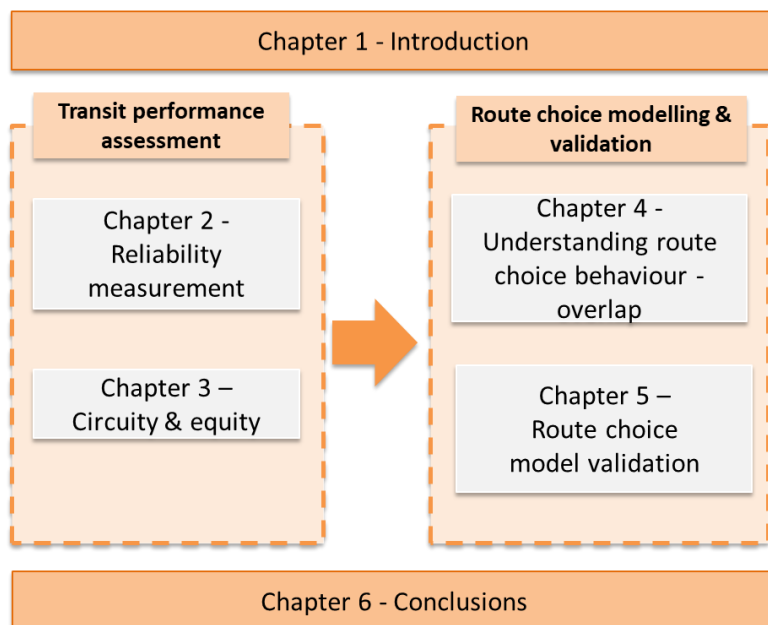 Chapter 1 - Introduction
Transit performance
assessment
Chapter 2 -
Reliability
measurement
Chapter 3 –
Circuity & equity
Route choice modelling &
validation
Chapter 4 -
Understanding route
choice behaviour -
overlap
Chapter 5 –
Route choice
model validation
Chapter 6 - Conclusions